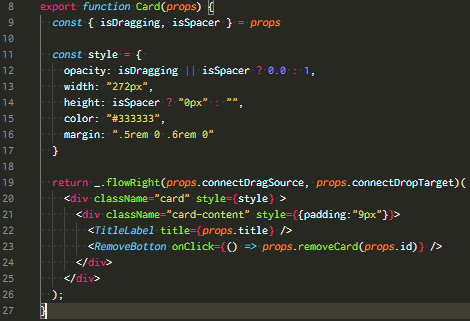 8 export function Card(props) {
9   const { isDragging, isSpacer } = props
10
11   const style = {
12     opacity: isDragging || isSpacer ? 0.0 : 1,
13     width: "272px",
14     height: isSpacer ? "0px" : "",
15     color: "#333333",
16     margin: ".5rem 0 .6rem 0"
17   }
18
19   return _.flowRight(props.connectDragSource, props.connectDropTarget)(
20     <div className="card" style={style} >
21       <div className="card-content" style={{padding:"9px"}}>
22         <TitleLabel title={props.title} />
23         <RemoveBotton onClick={() => props.removeCard(props.id)} />
24       </div>
25     </div>
26   );
27 }